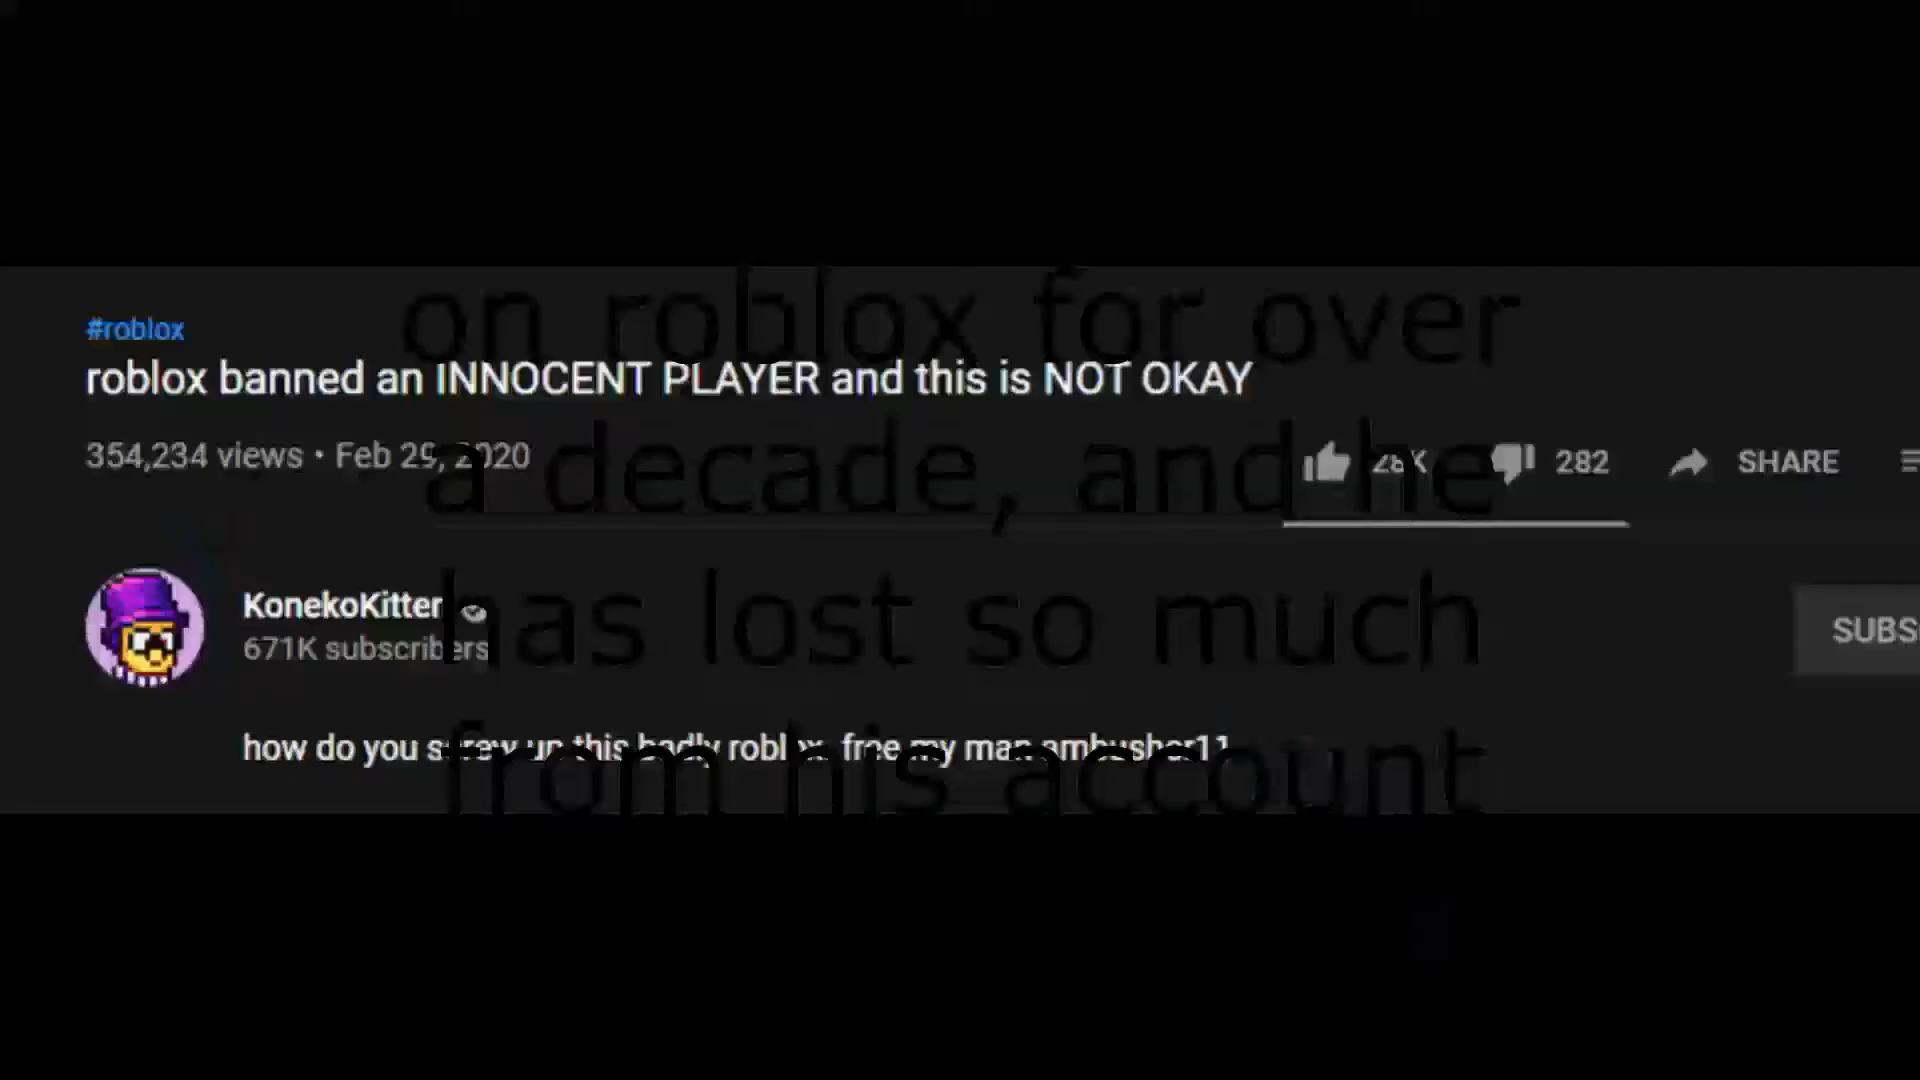 on roblox for over
#roblox
roblox banned an INNOCENT PLAYER and this is NOT OKAY
a decade, and he
354,234 views • Feb 29, 2020
28K 282 SHARE
has lost so much
KonekoKitten
671K subscribers
SUBS
from his account
how do you screw up this badly roblox. free my man ambusher11